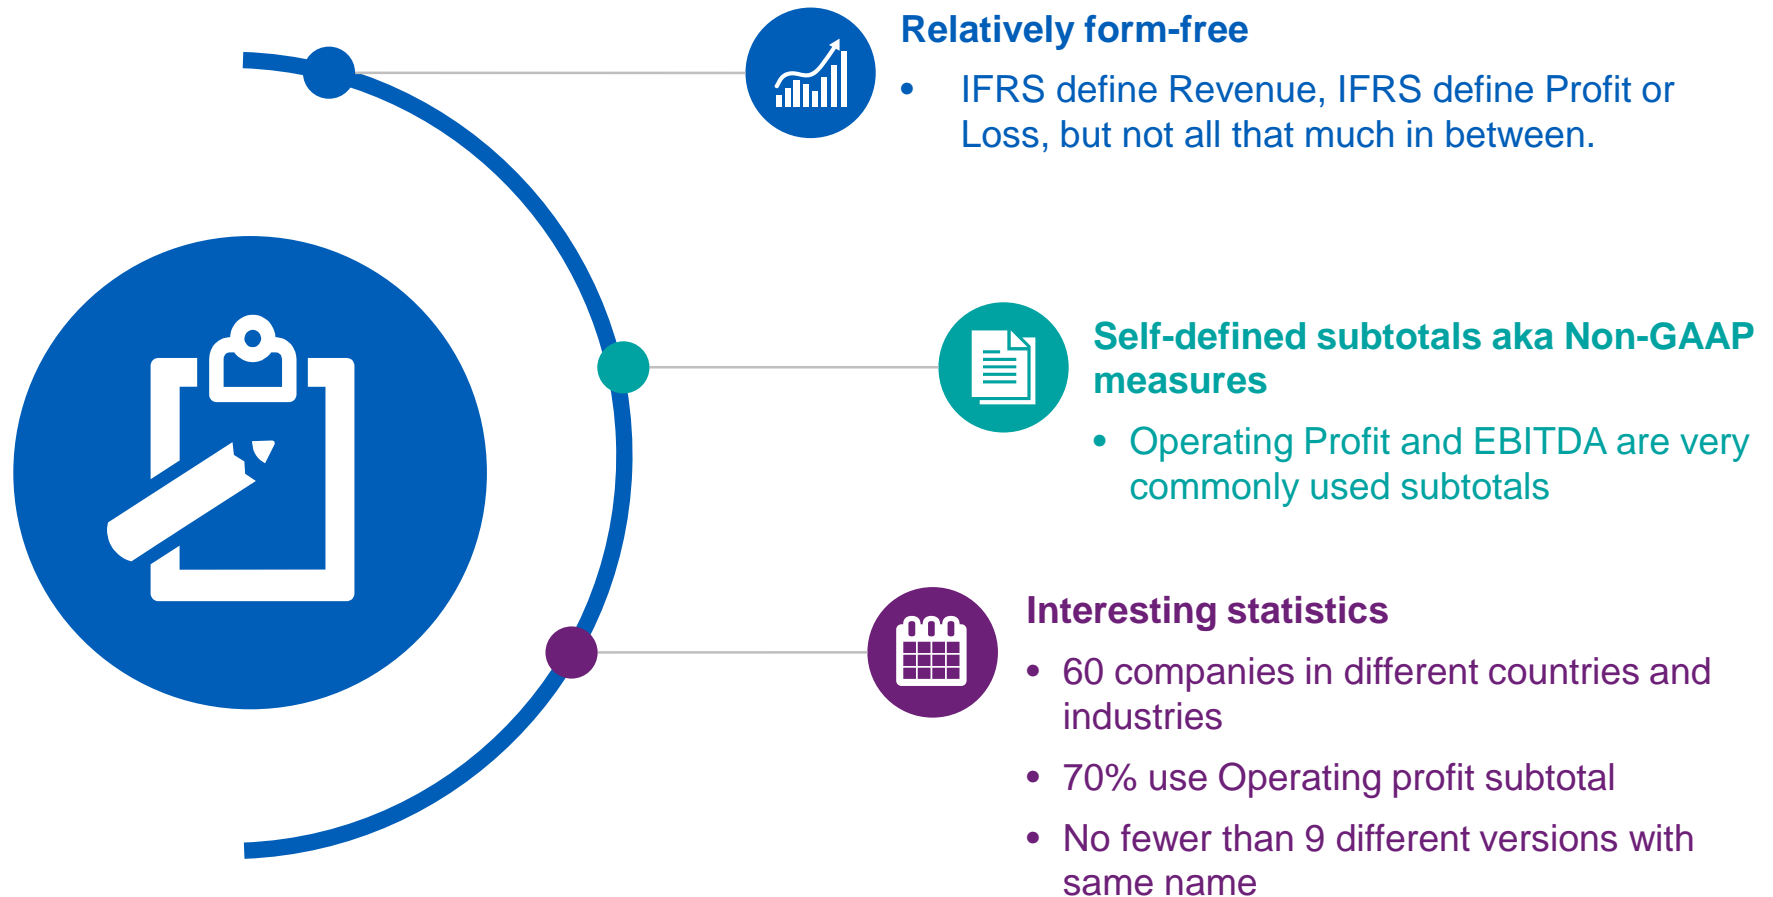 Relatively form-free
• IFRS define Revenue, IFRS define Profit or
Loss, but not all that much in between.
Self-defined subtotals aka Non-GAAP
measures
• Operating Profit and EBITDA are very
commonly used subtotals
Interesting statistics
• 60 companies in different countries and
industries
• 70% use Operating profit subtotal
• No fewer than 9 different versions with
same name